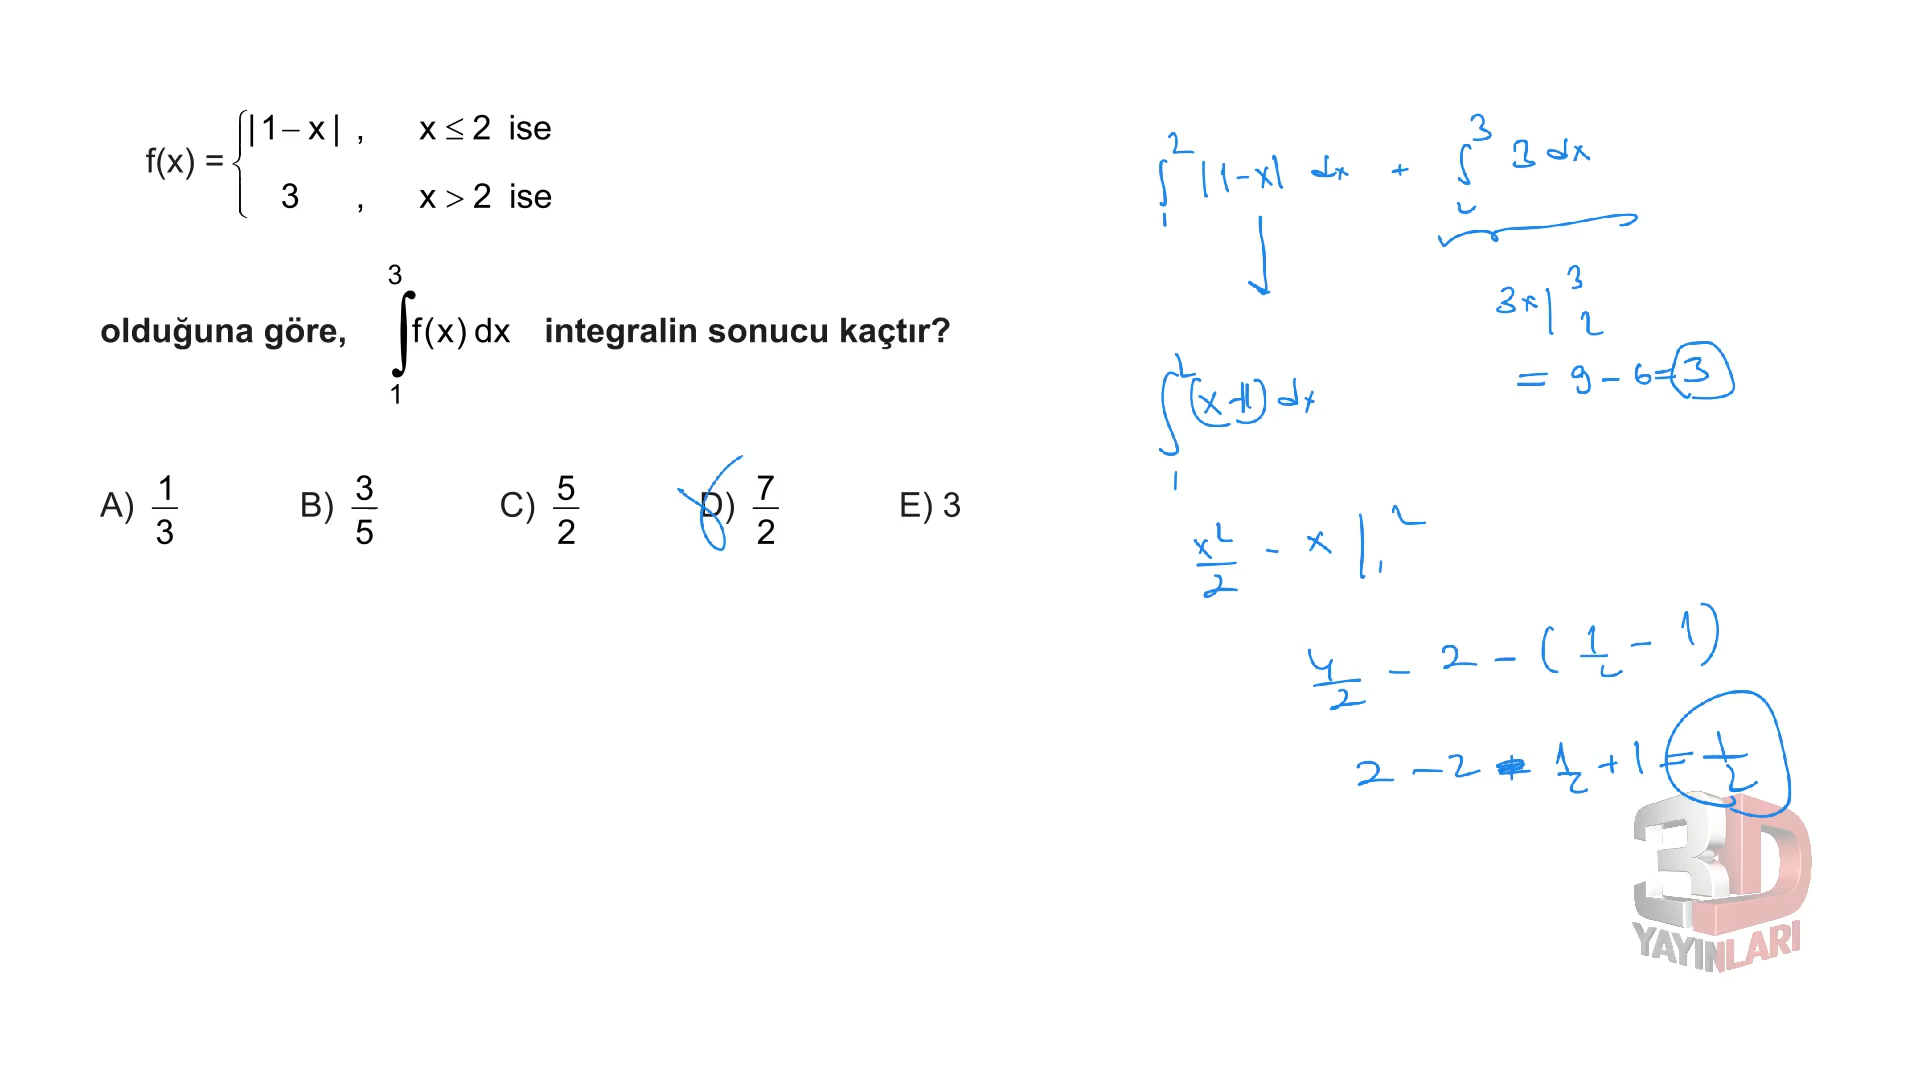 f(x) = { |1 – x| , x ≤ 2 ise
3 , x > 2 ise
olduğuna göre, ∫₁³ f(x) dx integralin sonucu kaçtır?
A) 1/3 B) 3/5 C) 5/2 D) 7/2 E) 3
∫₁² |1-x| dx + ∫₂³ 3 dx
3x |₂³
= 9 - 6 = 3
∫₁² (x-1) dx
x²/2 - x |₁²
4/2 - 2 - (1/2 - 1)
2 - 2 - 1/2 + 1 = 1/2
3D
YAYINLARI